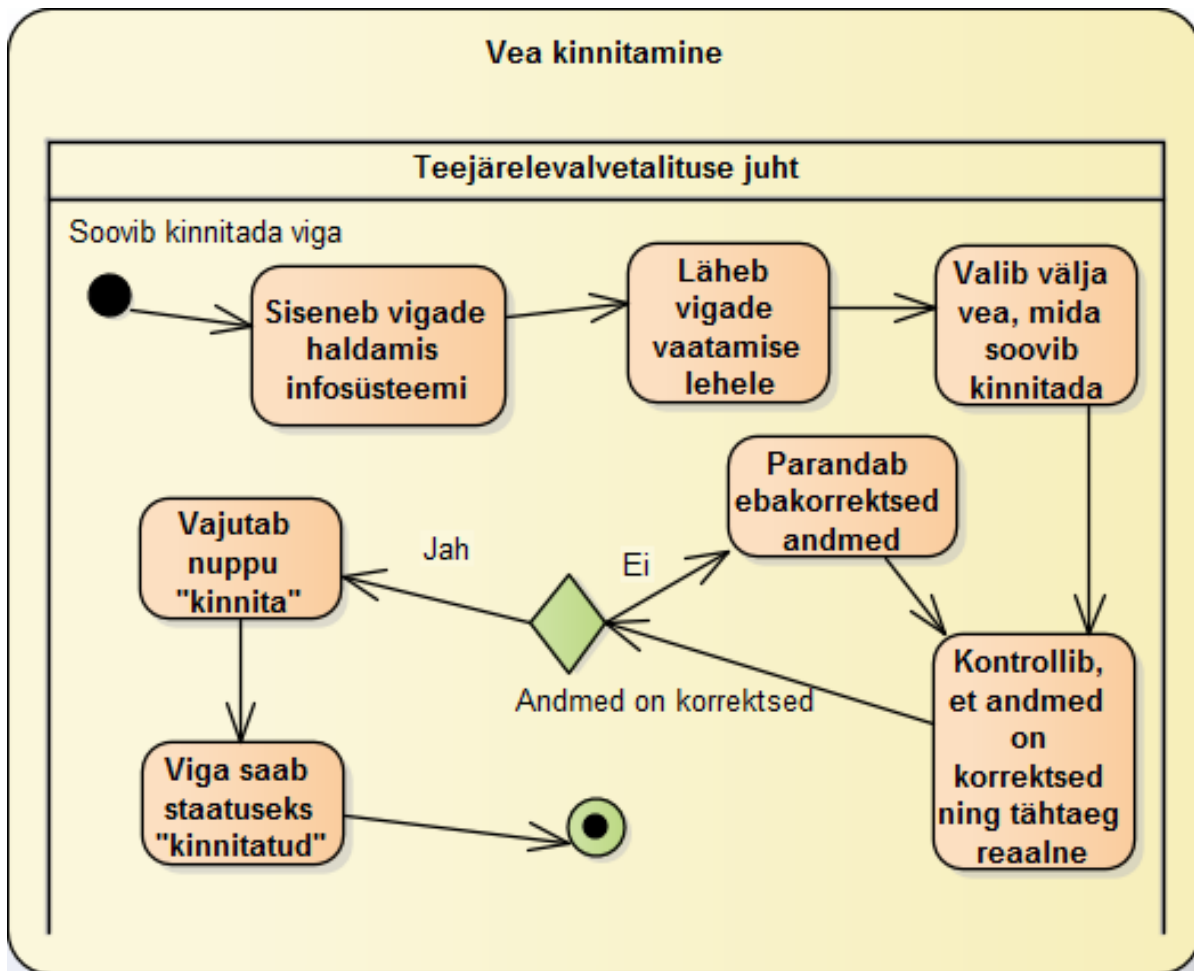 Vea kinnitamine
Teejärelevalvetalituse juht
Soovib kinnitada viga
Siseneb vigade
haldamis
infosüsteemi
Läheb
vigade
vaatamise
lehele
Valib välja
vea, mida
soovib
kinnitada
Parandab
ebakorrektsed
andmed
Vajutab
nuppu
"kinnita"
Jah
Ei
Andmed on korrektsed
Kontrollib,
et andmed
on
korrektsed
ning tähtaeg
reaalne
Viga saab
staatuseks
"kinnitatud"